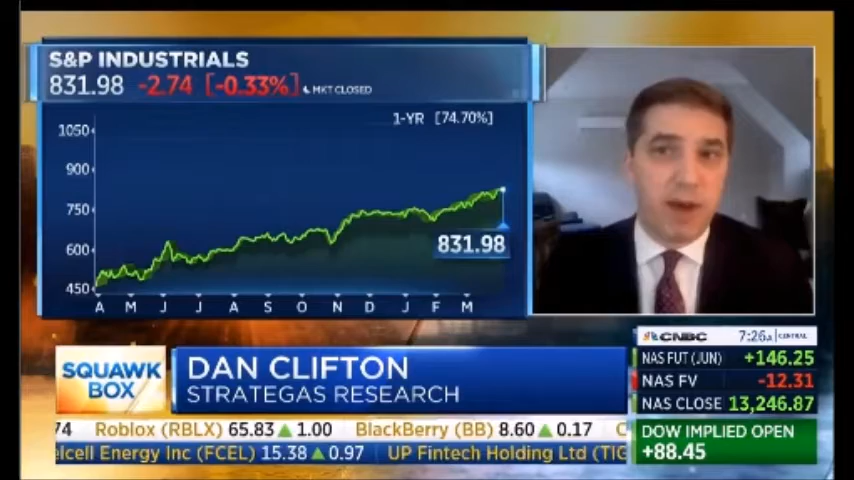 S&P INDUSTRIALS
831.98 -2.74 [-0.33%] MKT CLOSED
1-YR [74.70%]
1050
900
750
600
450
831.98
A M J J A S O N D J F M
CNBC 7:26A CENTRAL
NAS FUT (JUN) +146.25
NAS FV -12.31
NAS CLOSE 13,246.87
DOW IMPLIED OPEN
+88.45
SQUAWK
BOX
DAN CLIFTON
STRATEGAS RESEARCH
74 Roblox (RBLX) 65.83 ▲ 1.00 BlackBerry (BB) 8.60 ▲ 0.17 C
elcell Energy Inc (FCEL) 15.38 ▲ 0.97 UP Fintech Holding Ltd (TIG